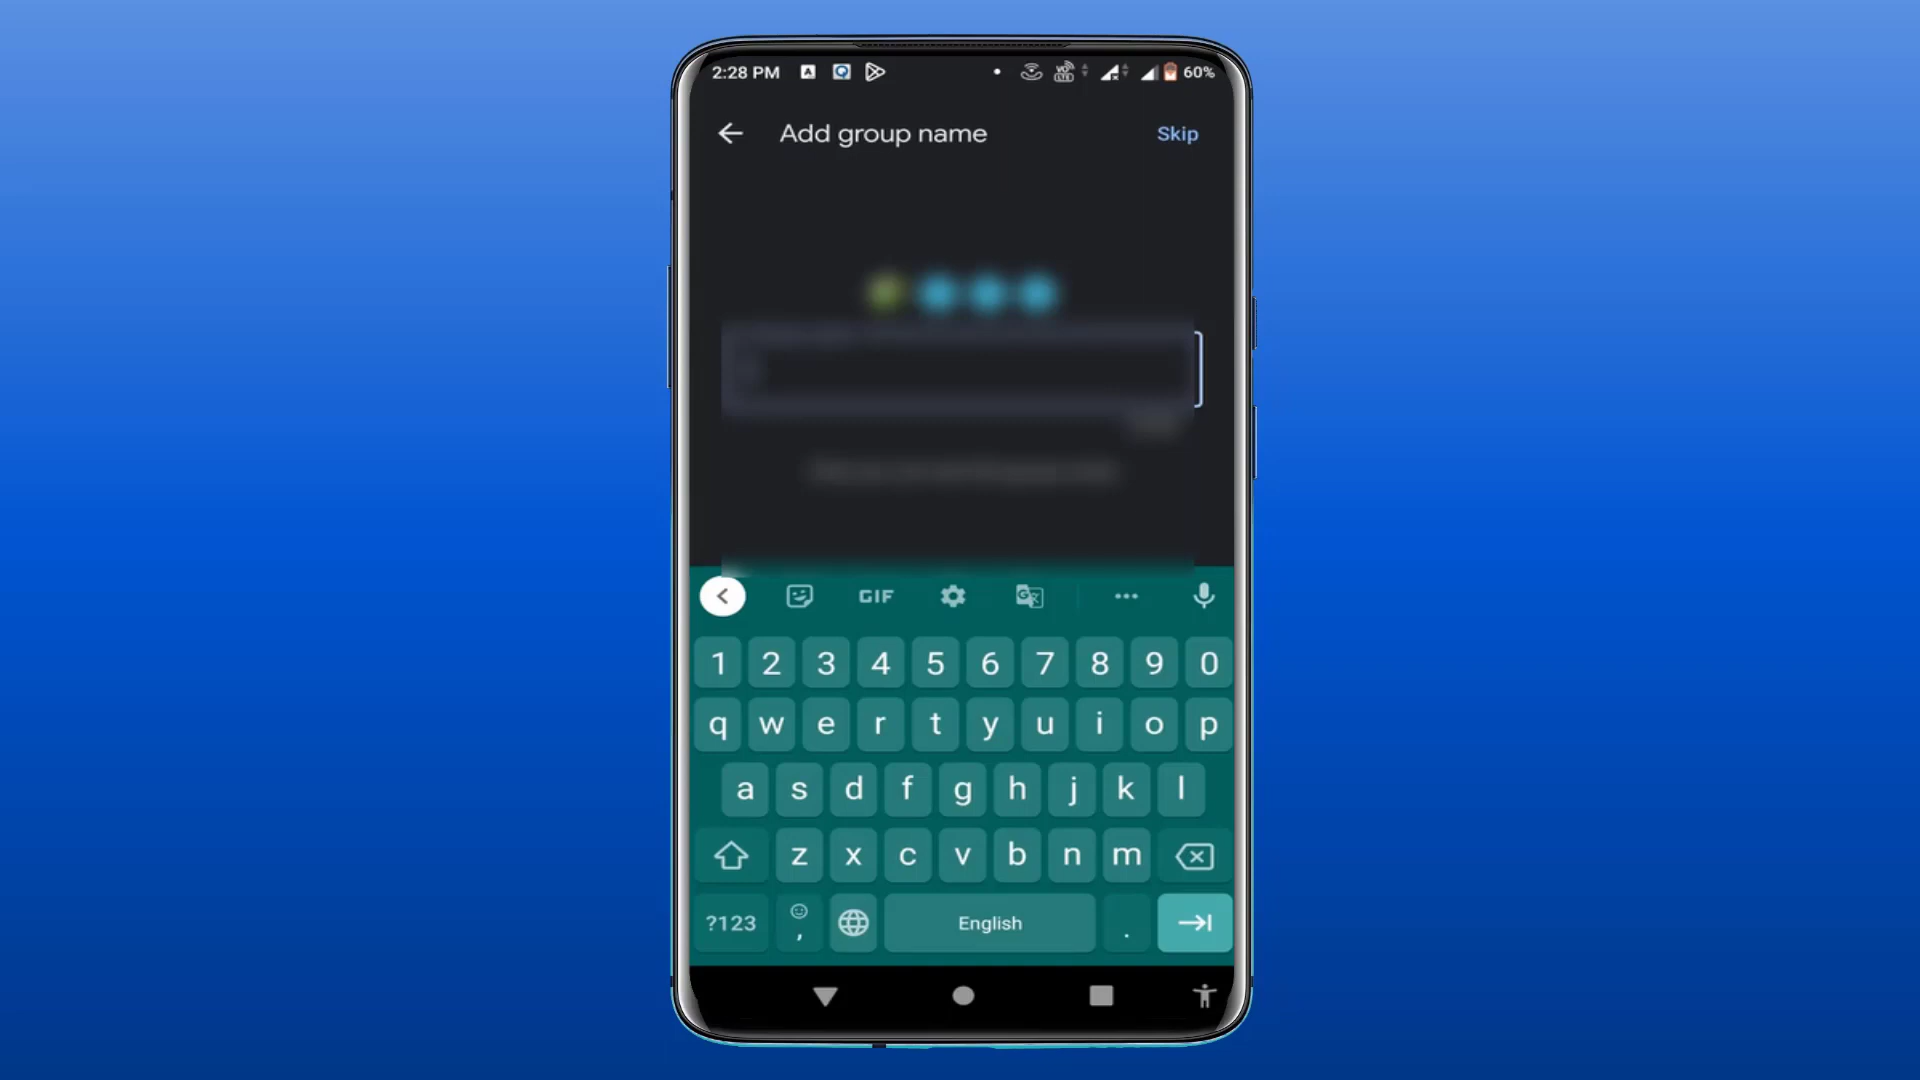 2:28 PM 60%
Add group name Skip
GIF
1 2 3 4 5 6 7 8 9 0
q w e r t y u i o p
a s d f g h j k l
z x c v b n m
?123 , English .